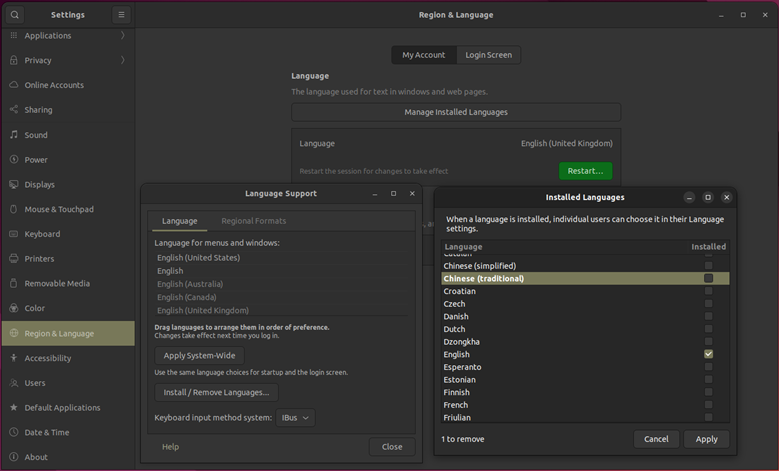 Settings
Region & Language
Applications
Privacy
Online Accounts
Sharing
Sound
Power
Displays
Mouse & Touchpad
Keyboard
Printers
Removable Media
Color
Region & Language
Accessibility
Users
Default Applications
Date & Time
About
My Account
Login Screen
Language
The language used for text in windows and web pages.
Manage Installed Languages
Language
English (United Kingdom)
Restart the session for changes to take effect
Restart...
Language Support
Language
Regional Formats
Language for menus and windows:
English (United States)
English
English (Australia)
English (Canada)
English (United Kingdom)
Drag languages to arrange them in order of preference.
Changes take effect next time you log in.
Apply System-Wide
Use the same language choices for startup and the login screen.
Install / Remove Languages...
Keyboard input method system:
IBus
Help
Close
Installed Languages
When a language is installed, individual users can choose it in their Language
settings.
Language
Installed
Catalan
Chinese (simplified)
Chinese (traditional)
Croatian
Czech
Danish
Dutch
Dzongkha
English
Esperanto
Estonian
Finnish
French
Friulian
1 to remove
Cancel
Apply